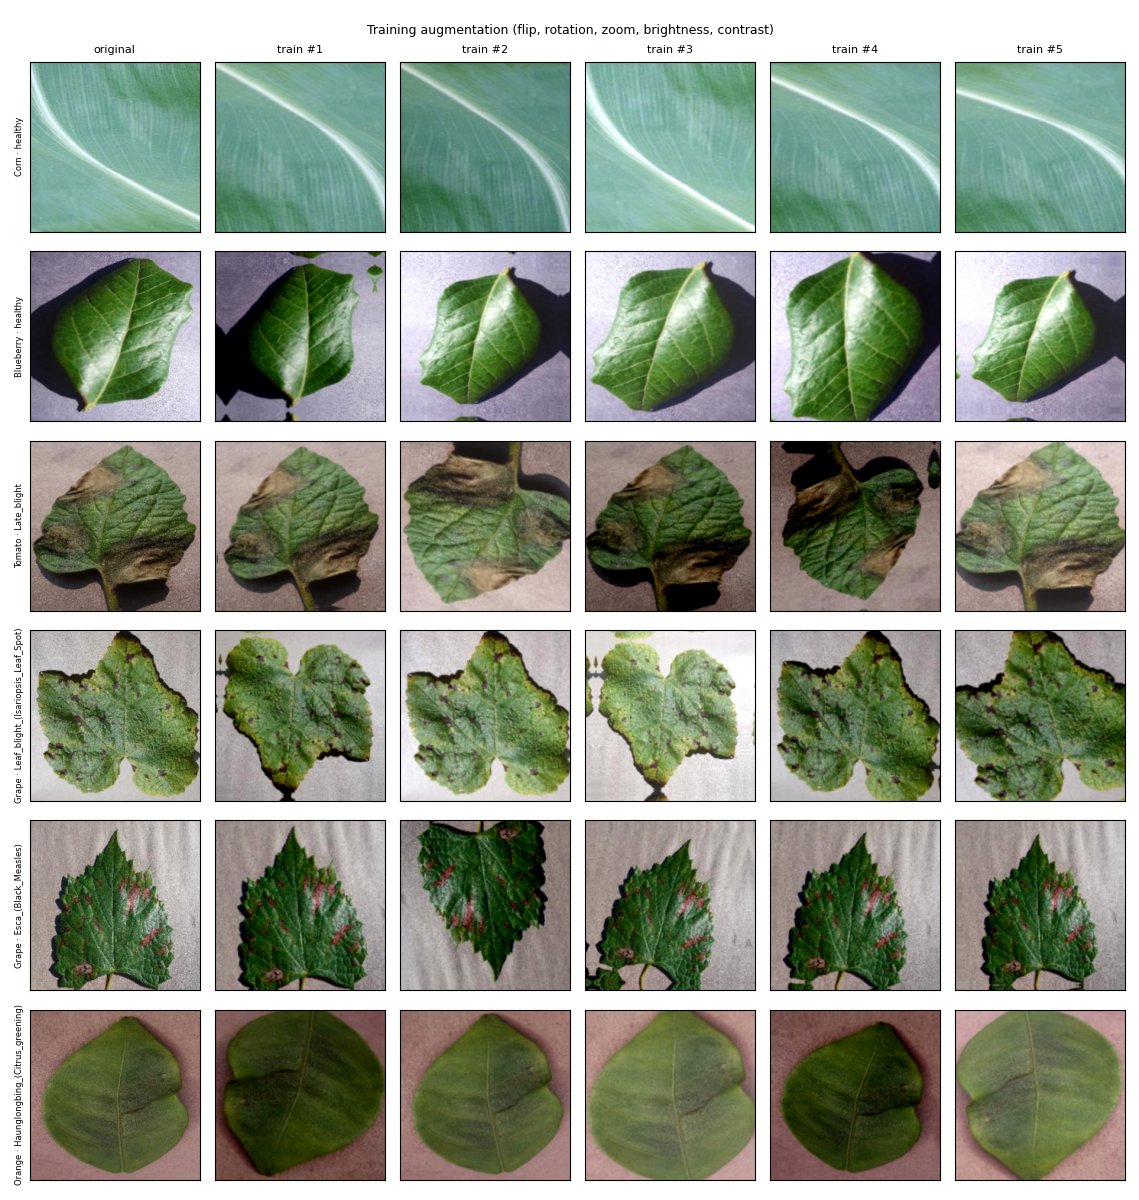 Training augmentation (flip, rotation, zoom, brightness, contrast)
original
train #1
train #2
train #3
train #4
train #5
Corn · healthy
Blueberry · healthy
Tomato · Late_blight
Grape · Leaf_blight_(Isariopsis_Leaf_Spot)
Grape · Esca_(Black_Measles)
Orange · Haunglongbing_(Citrus_greening)